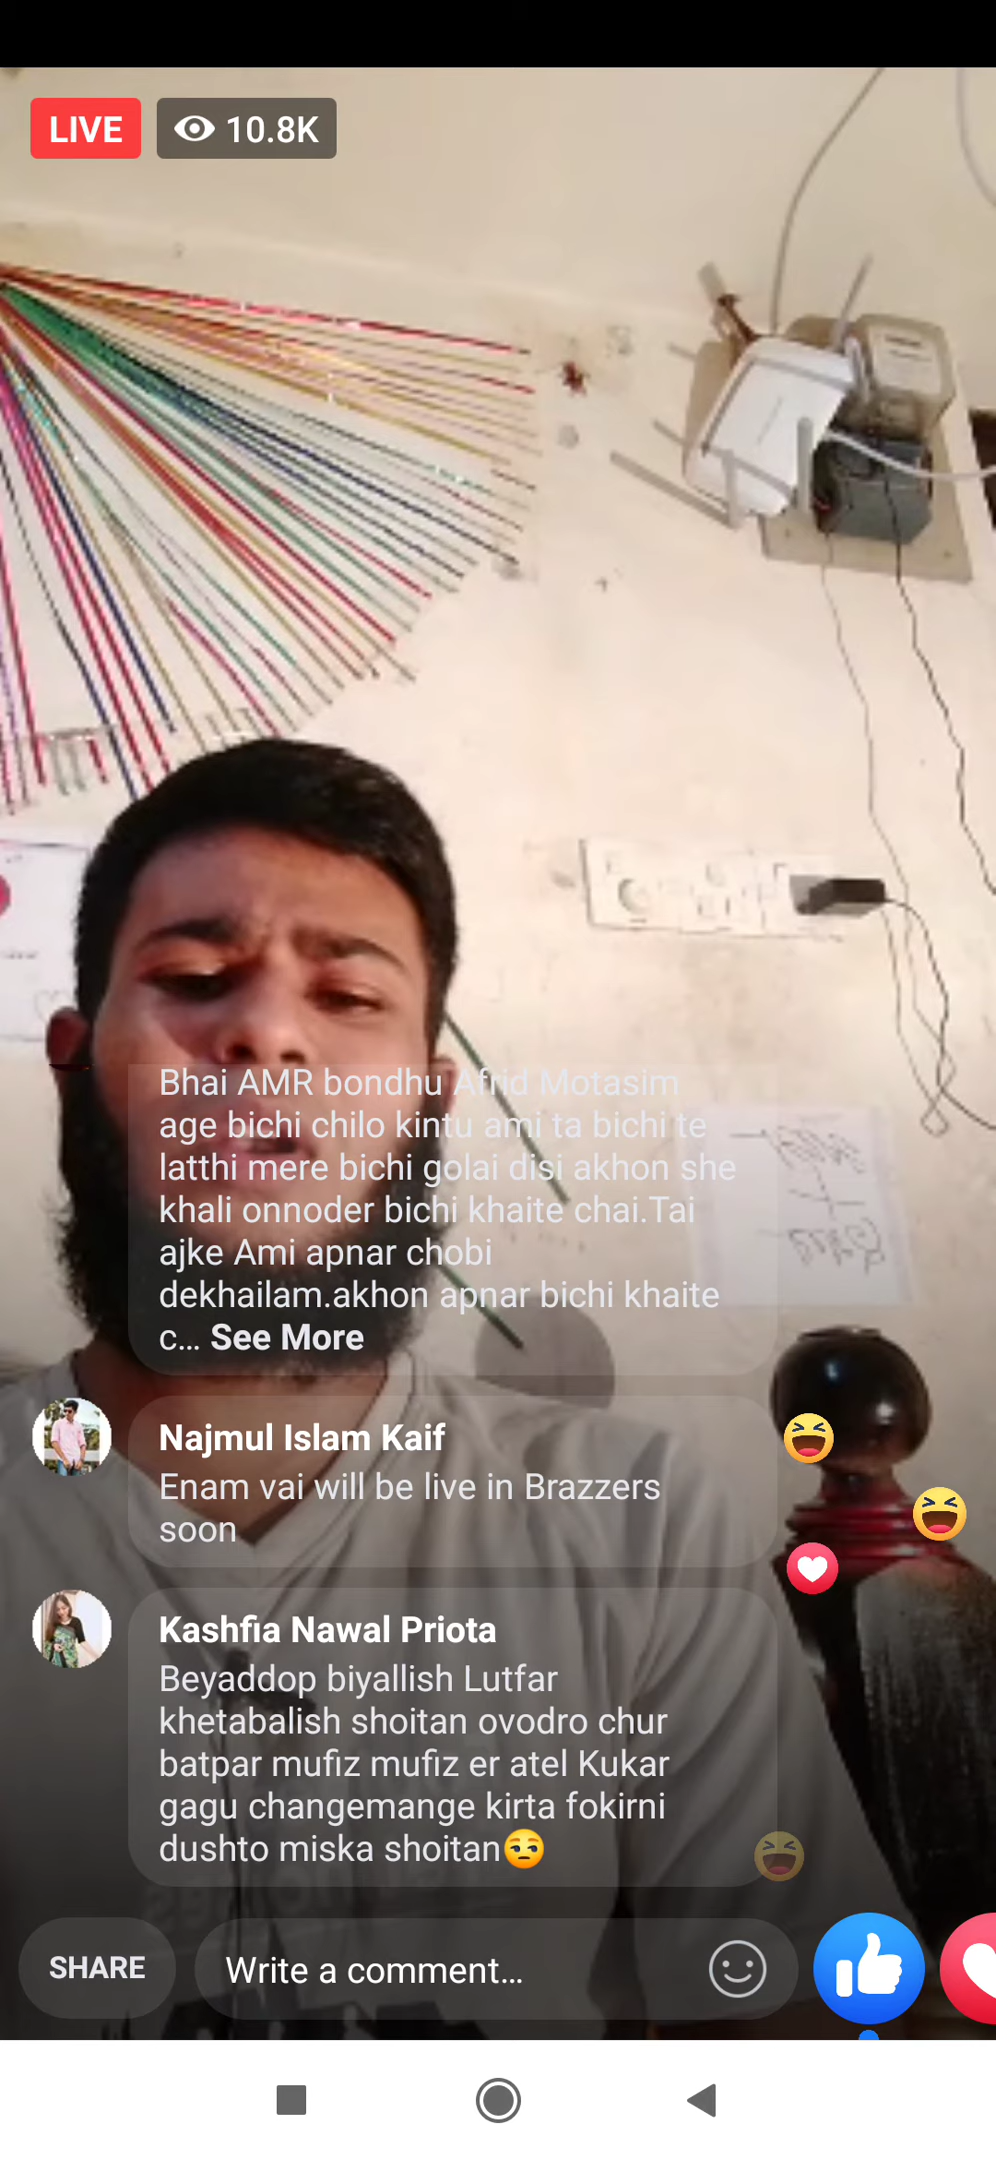 LIVE
10.8K
Bhai AMR bondhu Afrid Motasim
age bichi chilo kintu ami ta bichi te
latthi mere bichi golai disi akhon she
khali onnoder bichi khaite chai.Tai
ajke Ami apnar chobi
dekhailam.akhon apnar bichi khaite
c... See More
Najmul Islam Kaif
Enam vai will be live in Brazzers
soon
Kashfia Nawal Priota
Beyaddop biyallish Lutfar
khetabalish shoitan ovodro chur
batpar mufiz mufiz er atel Kukar
gagu changemange kirta fokirni
dushto miska shoitan😒
SHARE
Write a comment...